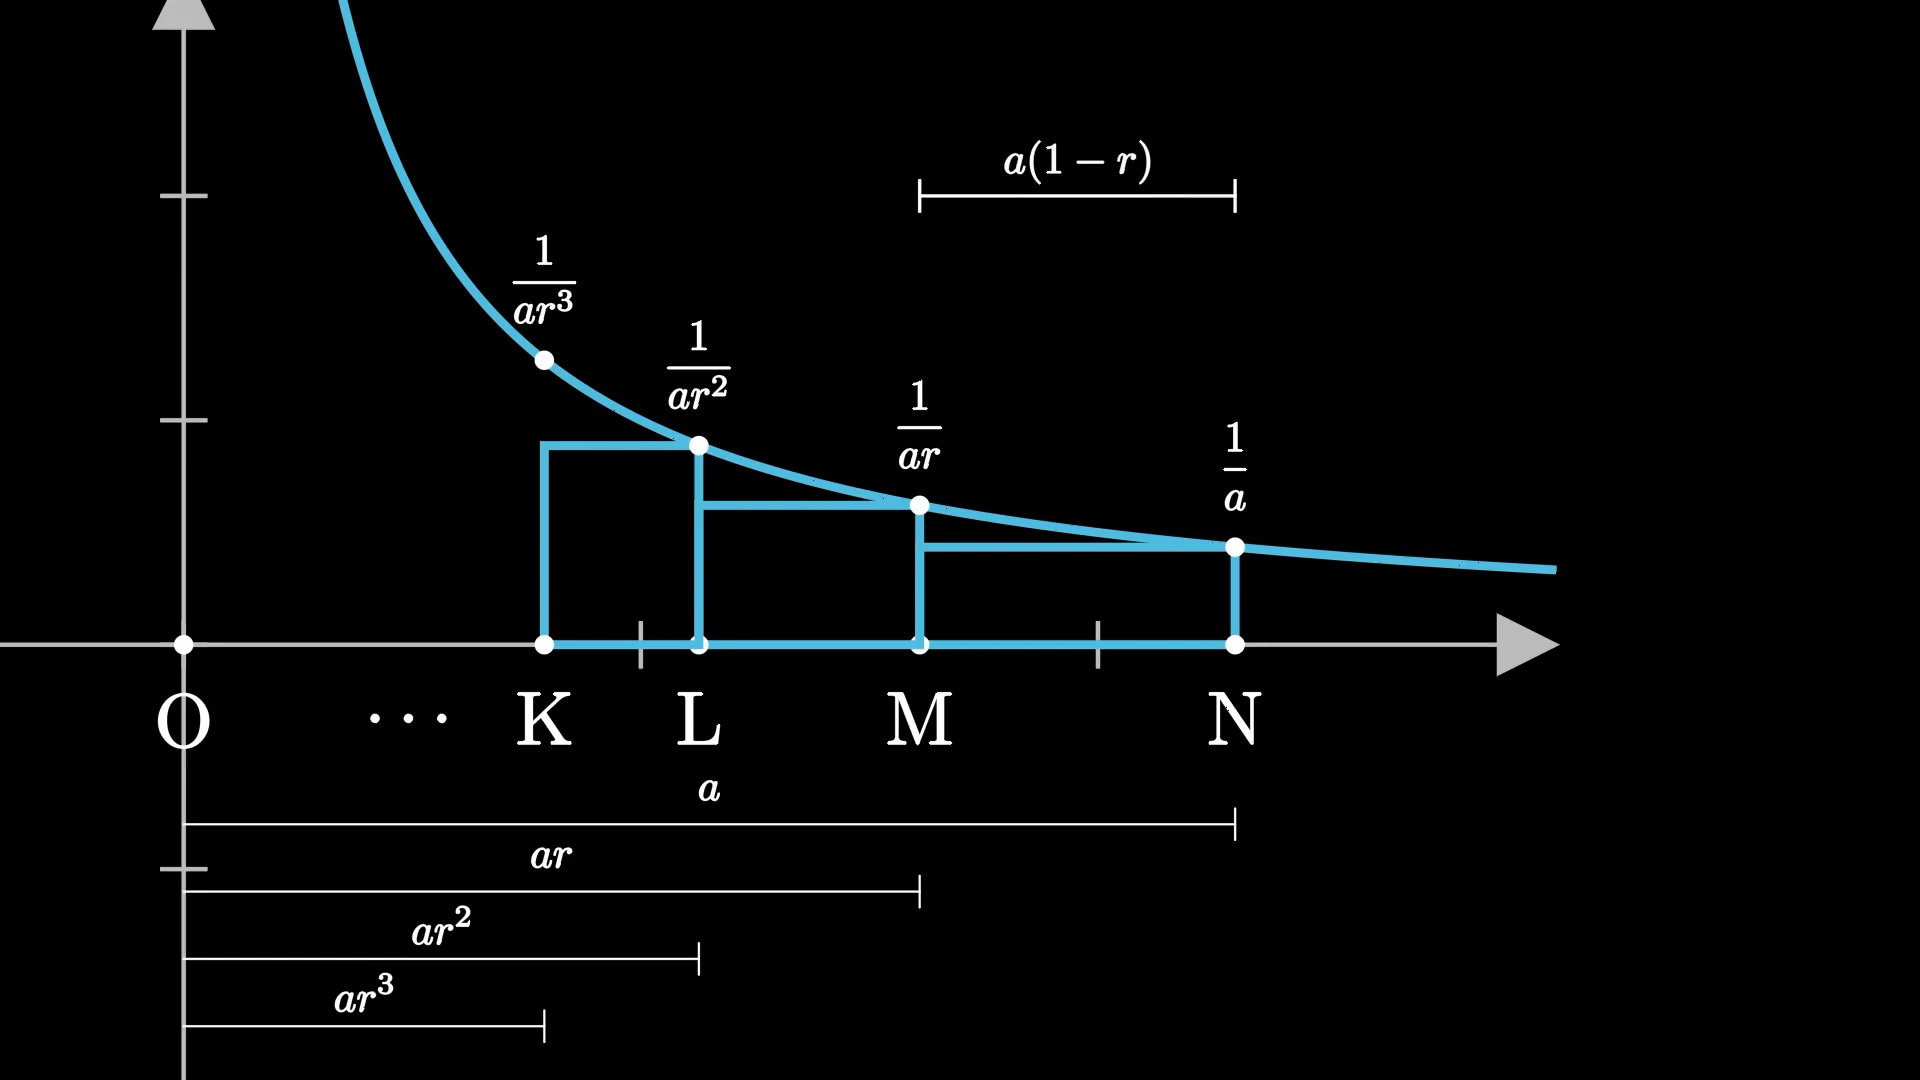 a(1 − r)
1/ar³
1/ar²
1/ar
1/a
O ··· K L M N
a
ar
ar²
ar³